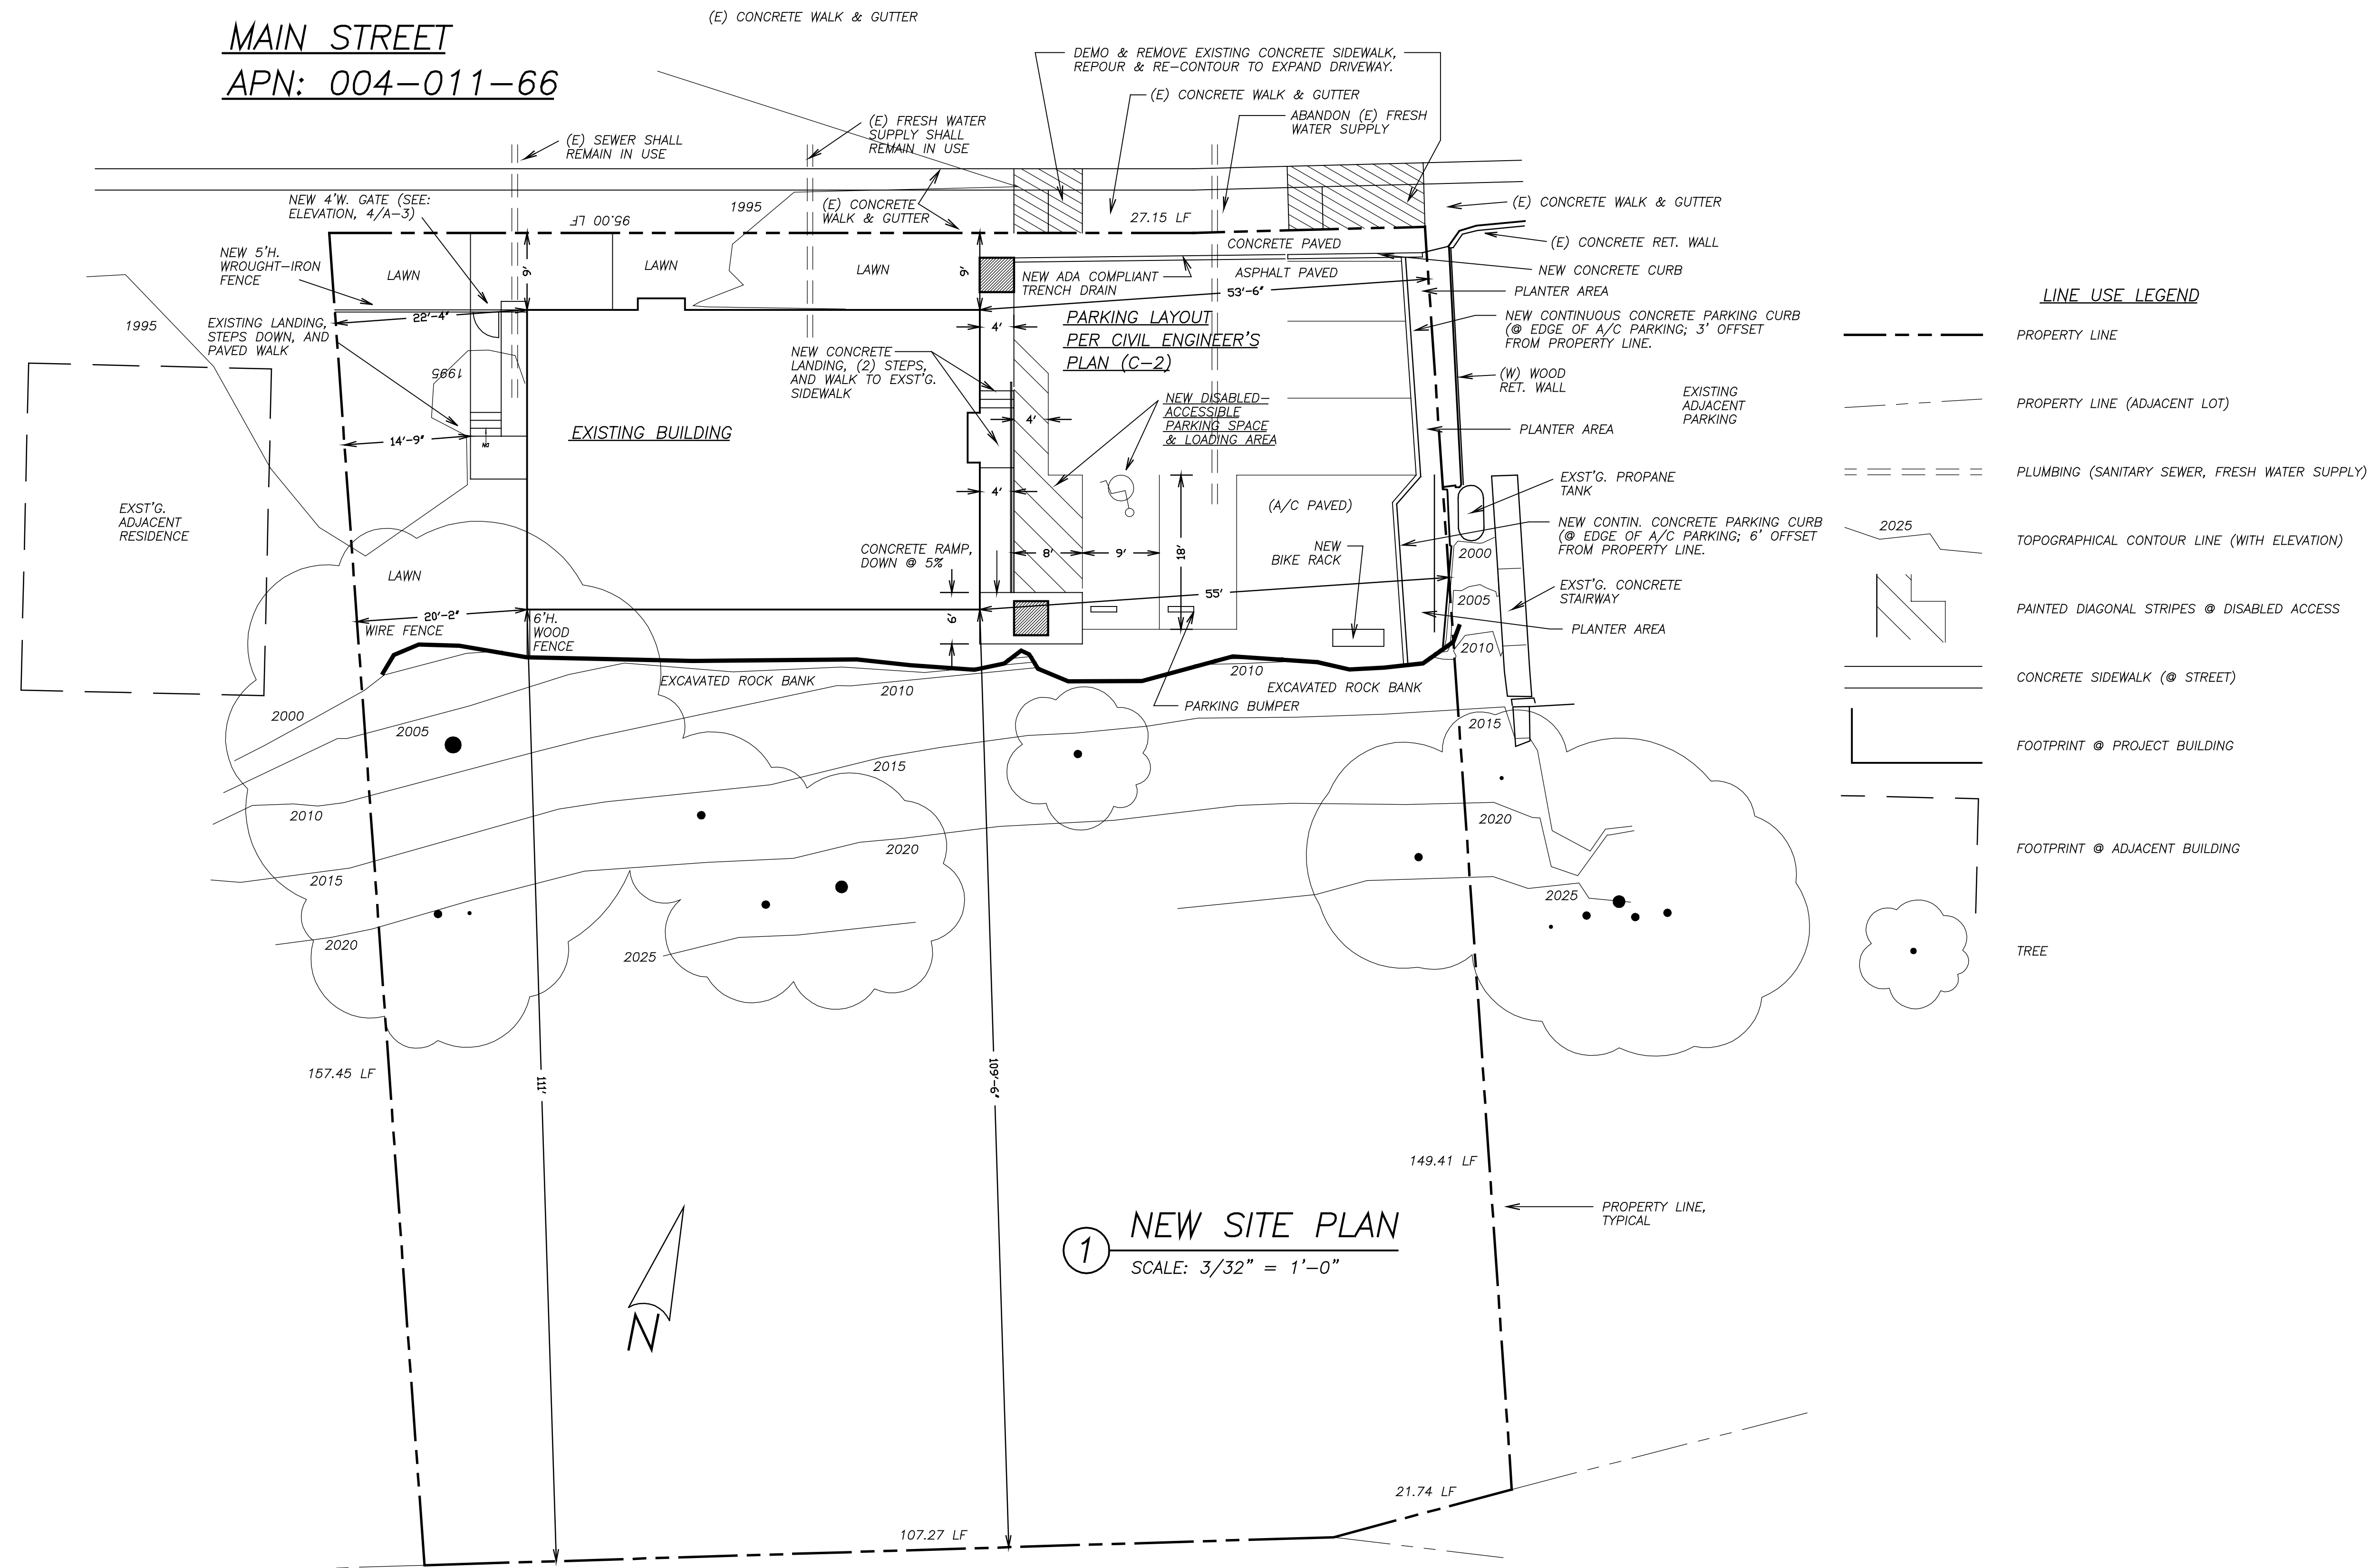 MAIN STREET
APN: 004-011-66
(E) CONCRETE WALK & GUTTER
DEMO & REMOVE EXISTING CONCRETE SIDEWALK,
REPOUR & RE-CONTOUR TO EXPAND DRIVEWAY.
(E) CONCRETE WALK & GUTTER
ABANDON (E) FRESH
WATER SUPPLY
(E) FRESH WATER
SUPPLY SHALL
REMAIN IN USE
(E) SEWER SHALL
REMAIN IN USE
NEW 4'W. GATE (SEE:
ELEVATION, 4/A-3)
95.00 LF
1995
(E) CONCRETE
WALK & GUTTER
27.15 LF
(E) CONCRETE WALK & GUTTER
NEW 5'H.
WROUGHT-IRON
FENCE
LAWN
9'
LAWN
LAWN
9'
CONCRETE PAVED
(E) CONCRETE RET. WALL
NEW ADA COMPLIANT
TRENCH DRAIN
ASPHALT PAVED
NEW CONCRETE CURB
53'-6"
PLANTER AREA
1995
EXISTING LANDING,
STEPS DOWN, AND
PAVED WALK
22'-4"
4'
PARKING LAYOUT
PER CIVIL ENGINEER'S
PLAN (C-2)
NEW CONTINUOUS CONCRETE PARKING CURB
(@ EDGE OF A/C PARKING; 3' OFFSET
FROM PROPERTY LINE.
1995
NEW CONCRETE
LANDING, (2) STEPS,
AND WALK TO EXST'G.
SIDEWALK
(W) WOOD
RET. WALL
EXISTING
ADJACENT
PARKING
NEW DISABLED-
ACCESSIBLE
PARKING SPACE
& LOADING AREA
4'
14'-9"
DN
EXISTING BUILDING
PLANTER AREA
EXST'G.
ADJACENT
RESIDENCE
4'
(A/C PAVED)
EXST'G. PROPANE
TANK
NEW CONTIN. CONCRETE PARKING CURB
(@ EDGE OF A/C PARKING; 6' OFFSET
FROM PROPERTY LINE.
CONCRETE RAMP,
DOWN @ 5%
8'
9'
18'
NEW
BIKE RACK
2000
LAWN
EXST'G. CONCRETE
STAIRWAY
55'
2005
20'-2"
6'
WIRE FENCE
6'H.
WOOD
FENCE
PLANTER AREA
2010
EXCAVATED ROCK BANK
2010
2010
EXCAVATED ROCK BANK
PARKING BUMPER
2000
2005
2015
2015
2010
2020
2020
2015
2025
2020
2025
157.45 LF
111'
109'-6"
149.41 LF
PROPERTY LINE,
TYPICAL
N
1
NEW SITE PLAN
SCALE: 3/32" = 1'-0"
21.74 LF
107.27 LF
LINE USE LEGEND
PROPERTY LINE
PROPERTY LINE (ADJACENT LOT)
PLUMBING (SANITARY SEWER, FRESH WATER SUPPLY)
2025
TOPOGRAPHICAL CONTOUR LINE (WITH ELEVATION)
PAINTED DIAGONAL STRIPES @ DISABLED ACCESS
CONCRETE SIDEWALK (@ STREET)
FOOTPRINT @ PROJECT BUILDING
FOOTPRINT @ ADJACENT BUILDING
TREE